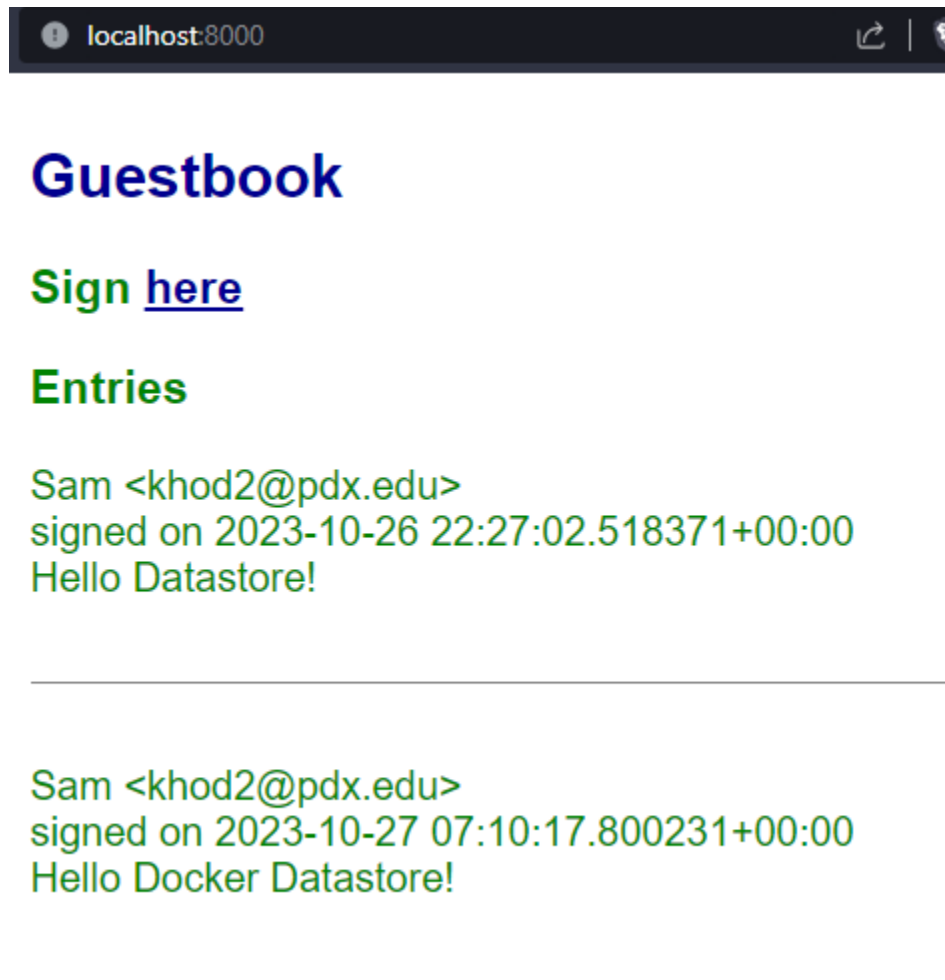 localhost:8000
Guestbook
Sign here
Entries
Sam <khod2@pdx.edu>
signed on 2023-10-26 22:27:02.518371+00:00
Hello Datastore!
Sam <khod2@pdx.edu>
signed on 2023-10-27 07:10:17.800231+00:00
Hello Docker Datastore!